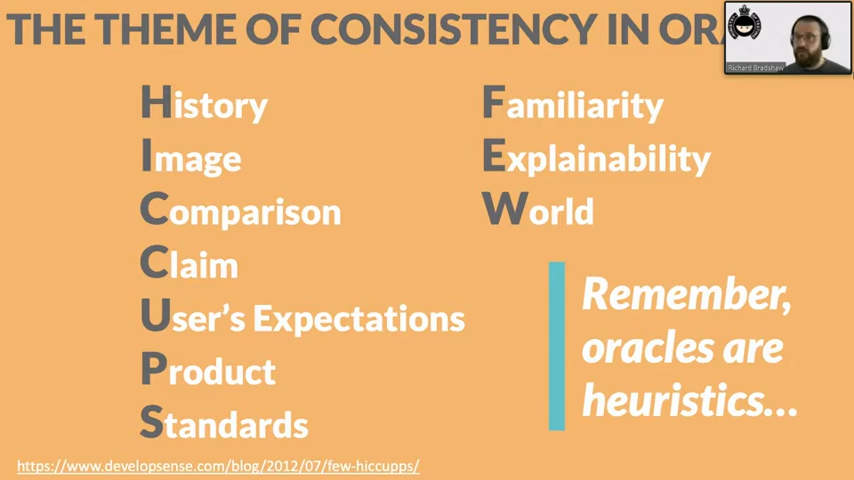 THE THEME OF CONSISTENCY IN
Richard Bradshaw
History
Image
Comparison
Claim
User's Expectations
Product
Standards
Familiarity
Explainability
World
Remember,
oracles are
heuristics...
https://www.developsense.com/blog/2012/07/few-hiccupps/